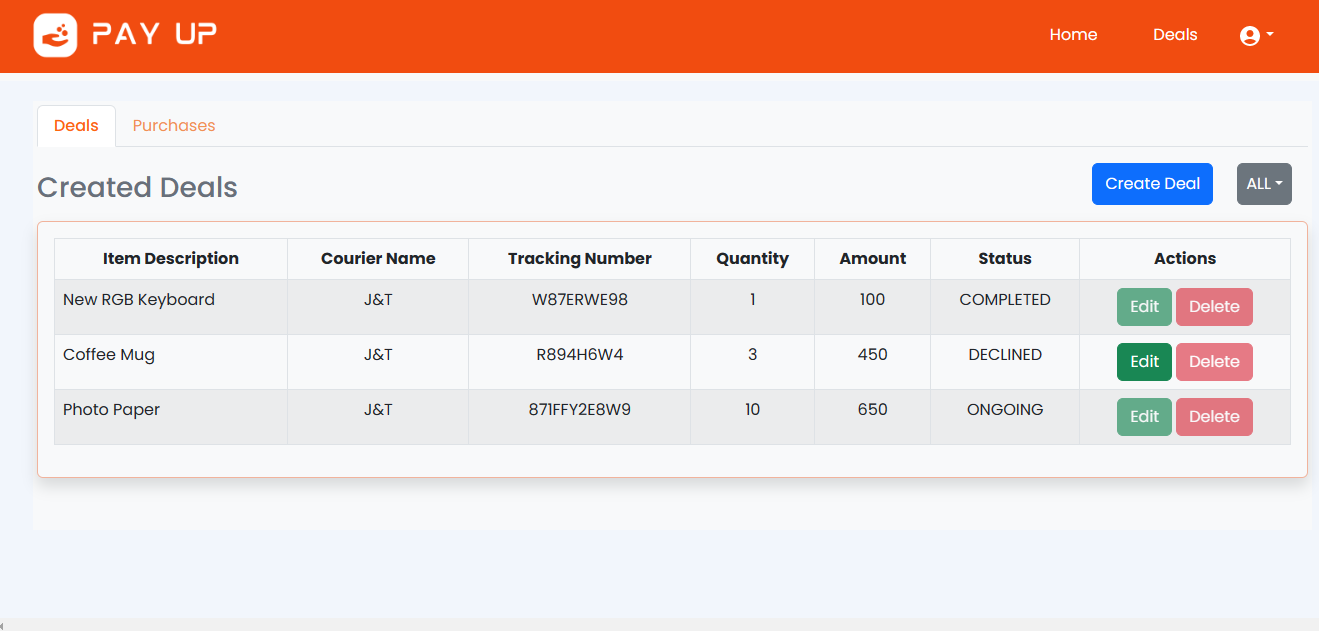 PAY UP
Home Deals
Deals Purchases
Created Deals
Create Deal ALL
Item Description Courier Name Tracking Number Quantity Amount Status Actions
New RGB Keyboard J&T W87ERWE98 1 100 COMPLETED Edit Delete
Coffee Mug J&T R894H6W4 3 450 DECLINED Edit Delete
Photo Paper J&T 871FFY2E8W9 10 650 ONGOING Edit Delete